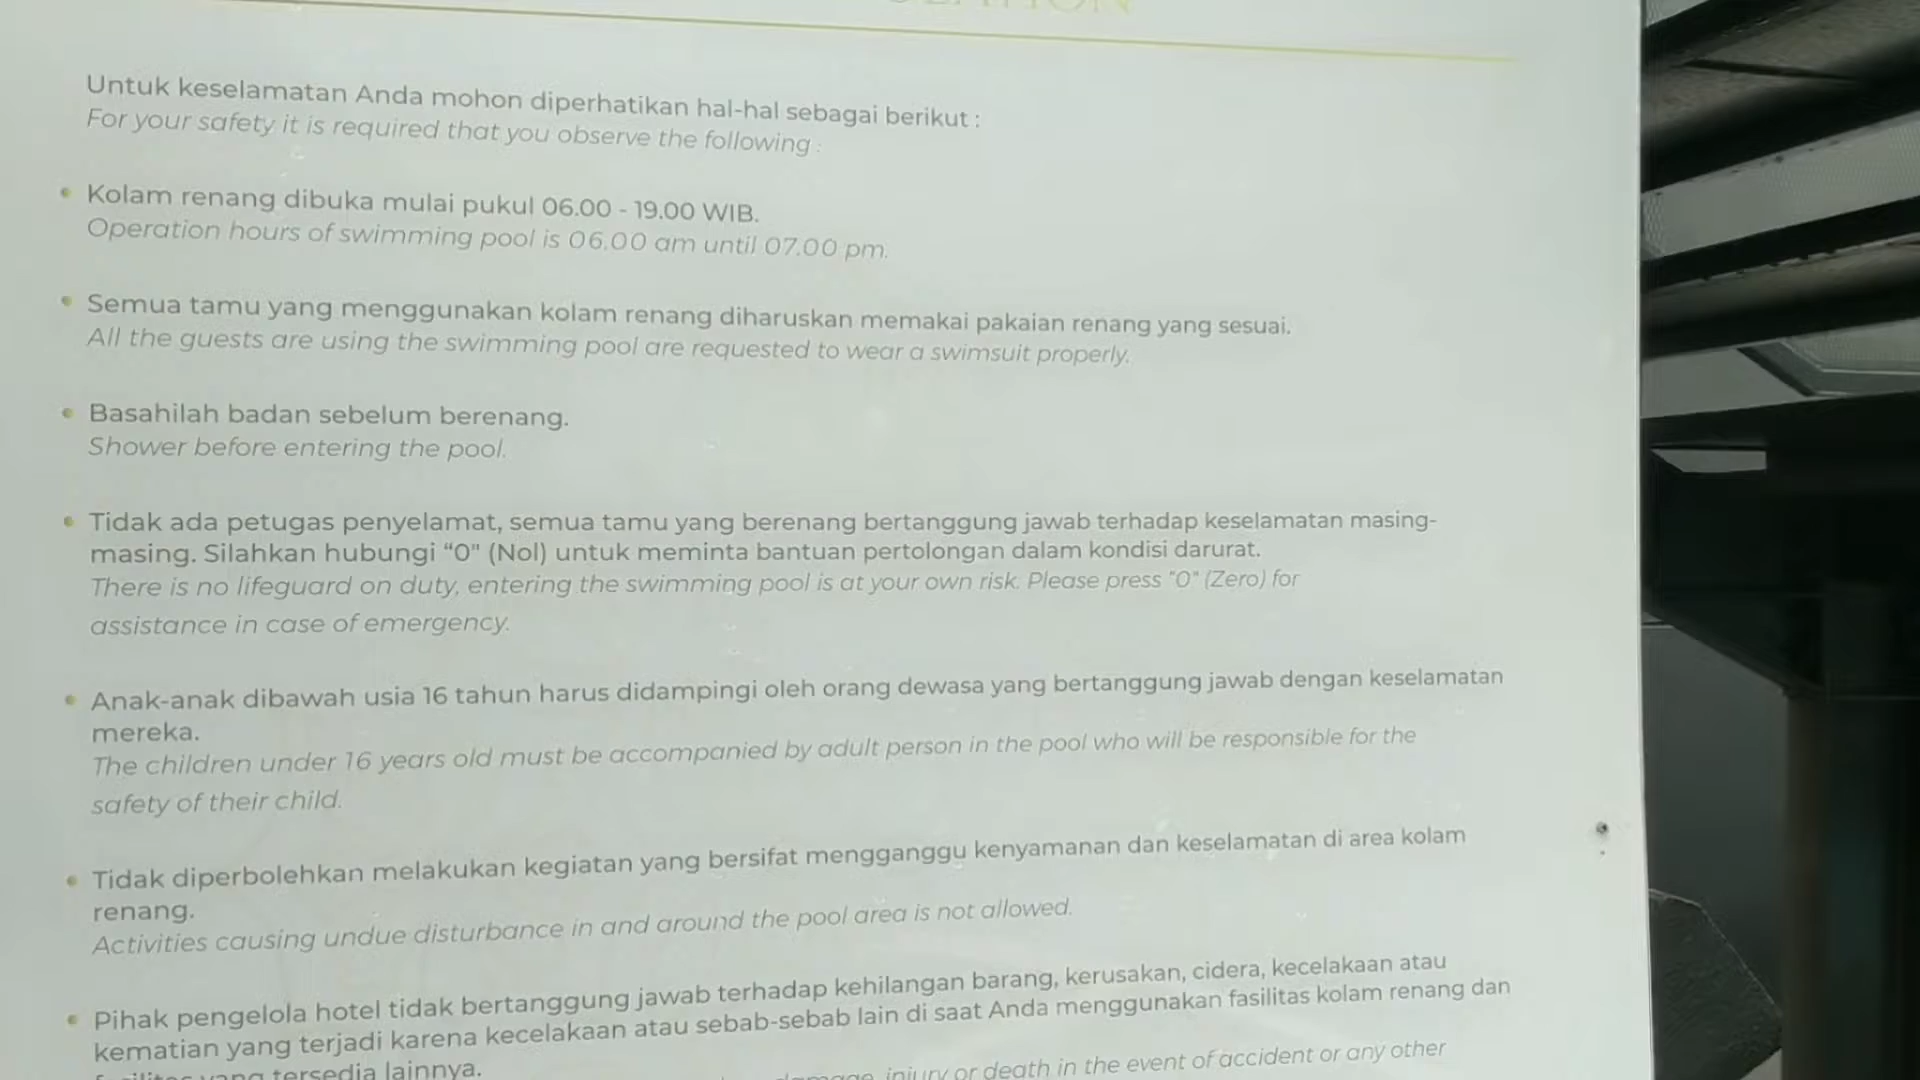 Untuk keselamatan Anda mohon diperhatikan hal-hal sebagai berikut :
For your safety it is required that you observe the following :
• Kolam renang dibuka mulai pukul 06.00 - 19.00 WIB.
Operation hours of swimming pool is 06.00 am until 07.00 pm.
• Semua tamu yang menggunakan kolam renang diharuskan memakai pakaian renang yang sesuai.
All the guests are using the swimming pool are requested to wear a swimsuit properly.
• Basahilah badan sebelum berenang.
Shower before entering the pool.
• Tidak ada petugas penyelamat, semua tamu yang berenang bertanggung jawab terhadap keselamatan masing-
masing. Silahkan hubungi "0" (Nol) untuk meminta bantuan pertolongan dalam kondisi darurat.
There is no lifeguard on duty, entering the swimming pool is at your own risk. Please press "0" (Zero) for
assistance in case of emergency.
• Anak-anak dibawah usia 16 tahun harus didampingi oleh orang dewasa yang bertanggung jawab dengan keselamatan
mereka.
The children under 16 years old must be accompanied by adult person in the pool who will be responsible for the
safety of their child.
• Tidak diperbolehkan melakukan kegiatan yang bersifat mengganggu kenyamanan dan keselamatan di area kolam
renang.
Activities causing undue disturbance in and around the pool area is not allowed.
• Pihak pengelola hotel tidak bertanggung jawab terhadap kehilangan barang, kerusakan, cidera, kecelakaan atau
kematian yang terjadi karena kecelakaan atau sebab-sebab lain di saat Anda menggunakan fasilitas kolam renang dan
yang tersedia lainnya.
injury or death in the event of accident or any other